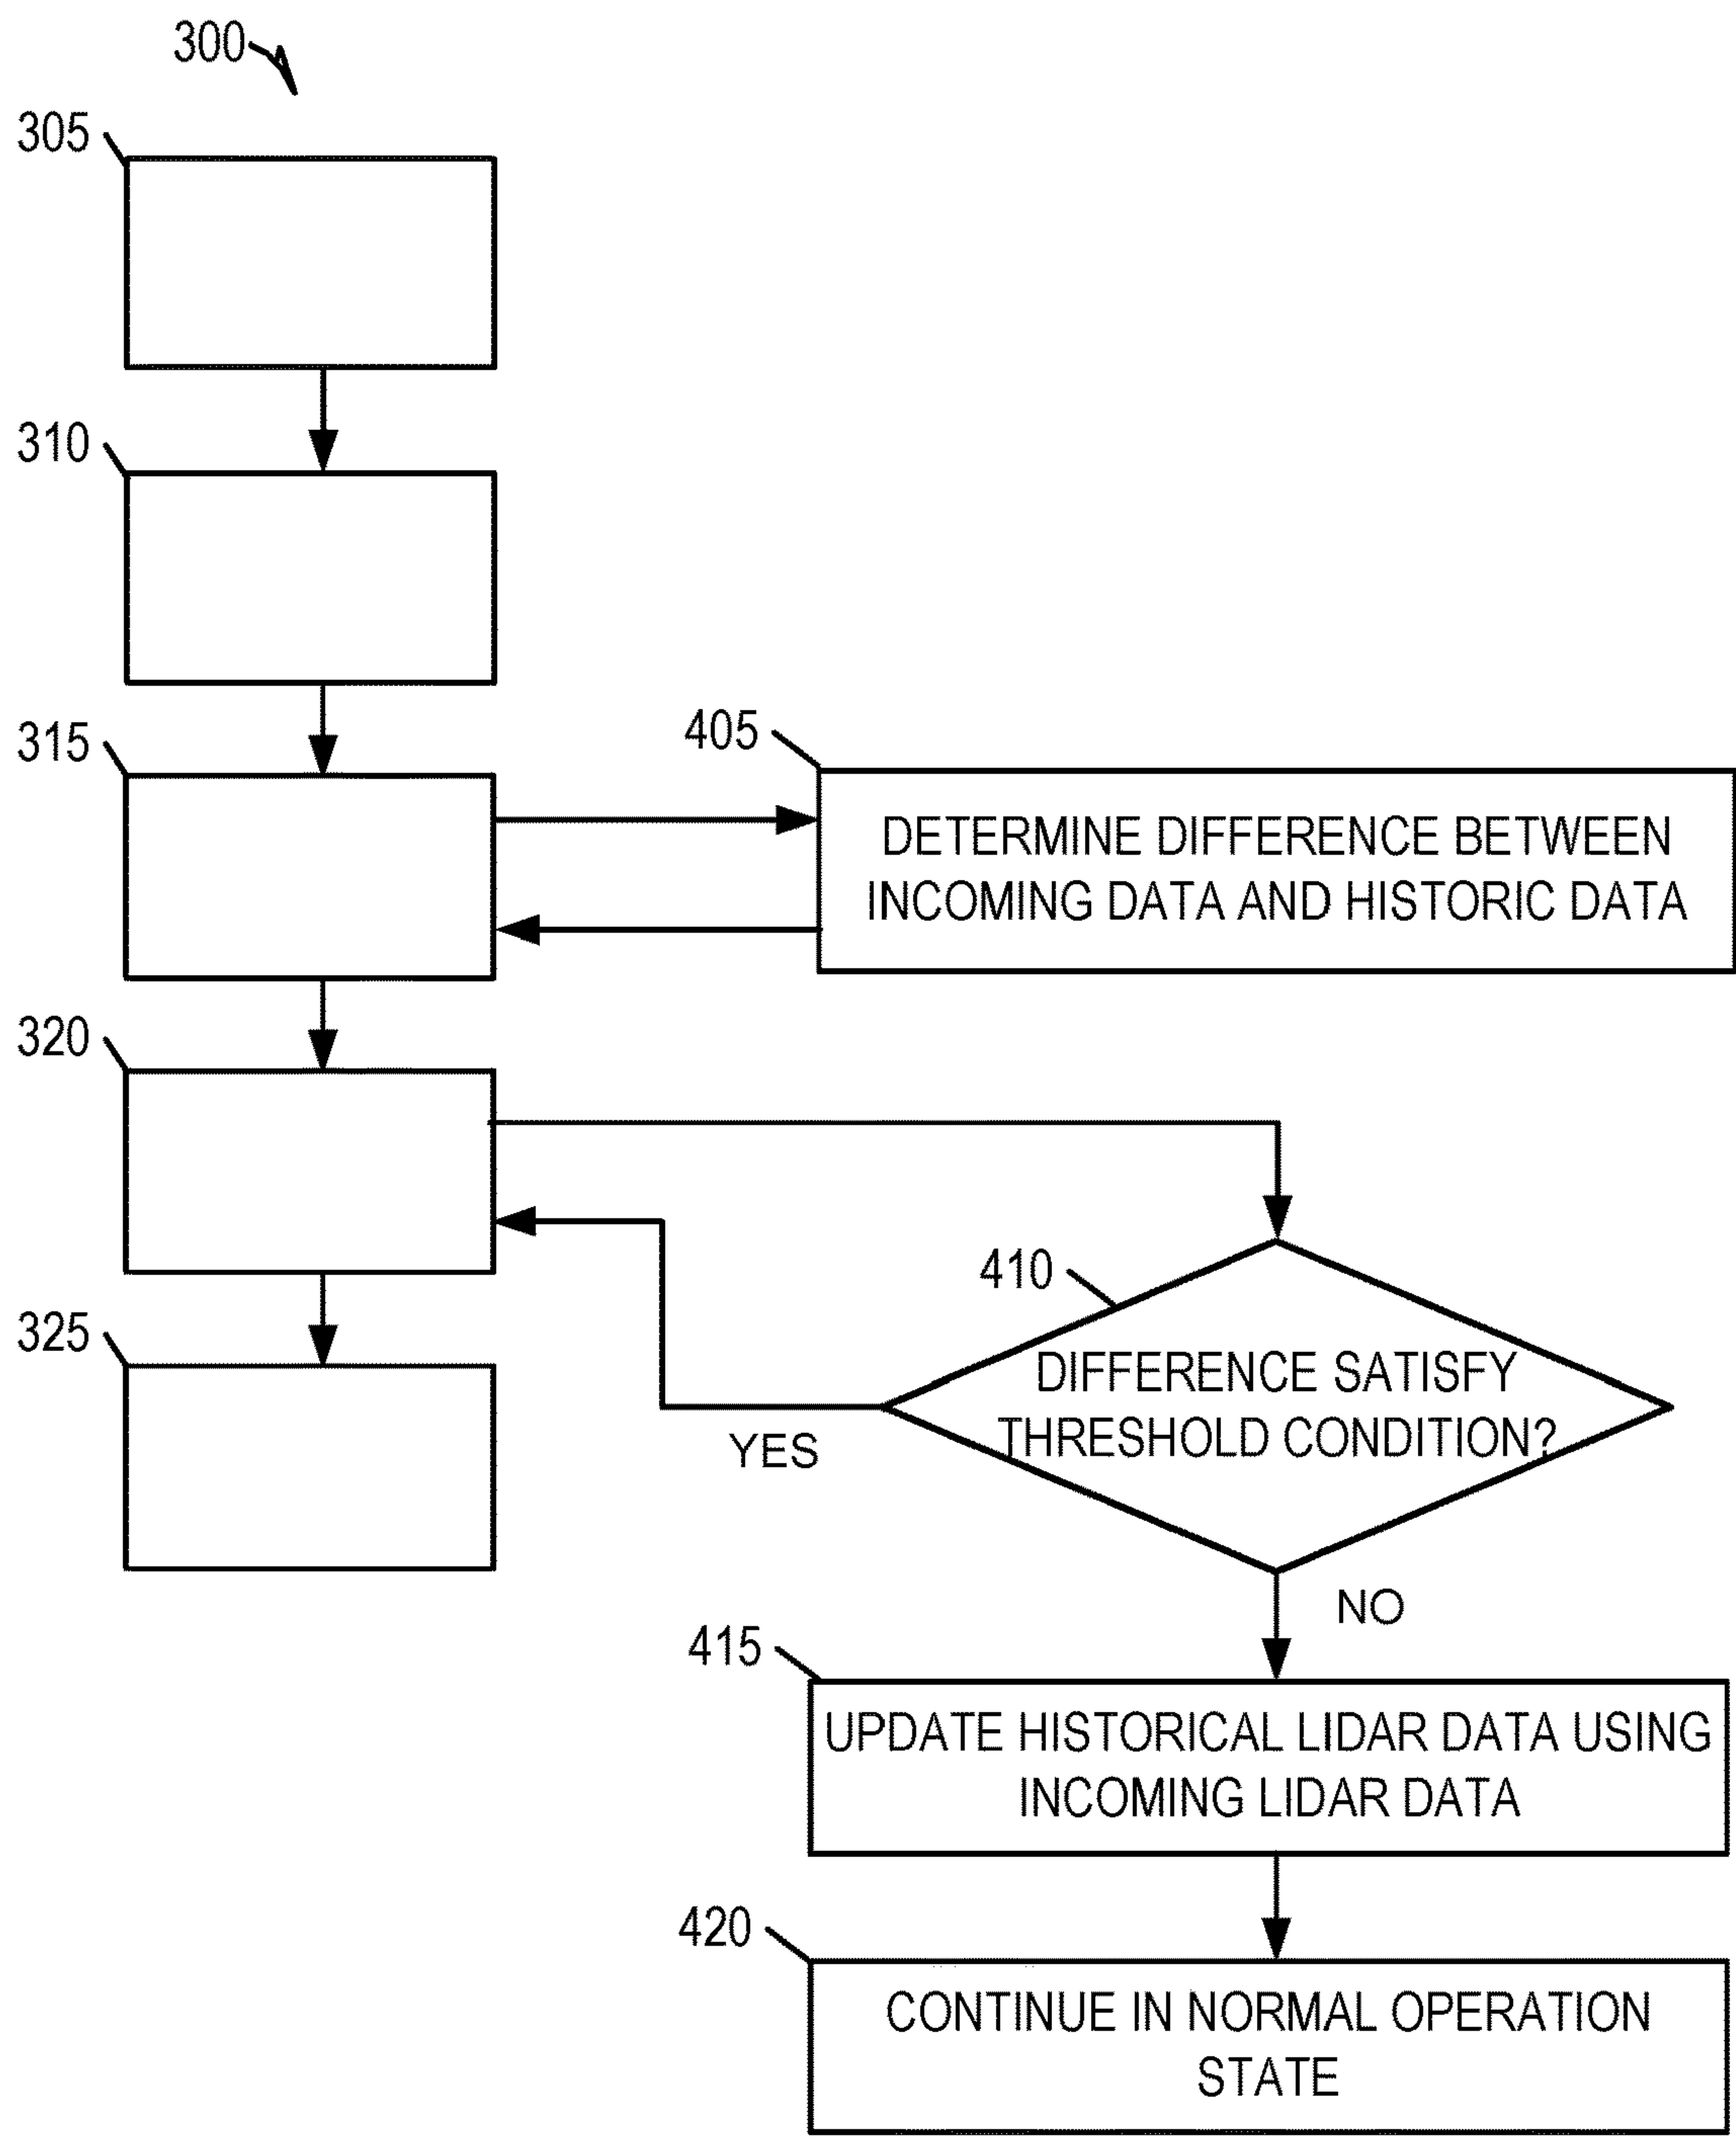 300
305
310
315
405
DETERMINE DIFFERENCE BETWEEN
INCOMING DATA AND HISTORIC DATA
320
410
DIFFERENCE SATISFY
THRESHOLD CONDITION?
YES
325
NO
415
UPDATE HISTORICAL LIDAR DATA USING
INCOMING LIDAR DATA
420
CONTINUE IN NORMAL OPERATION
STATE